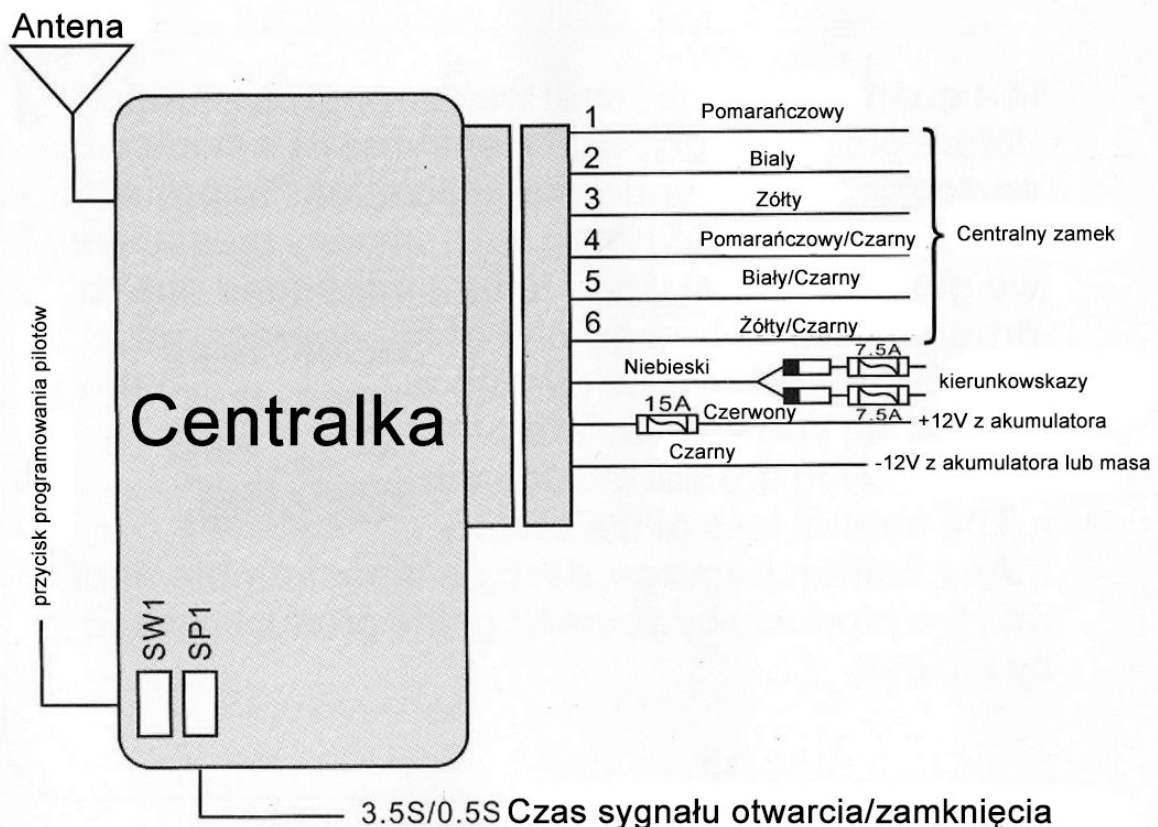 Antena
1 Pomarańczowy
2 Bialy
3 Zółty
4 Pomarańczowy/Czarny
5 Biały/Czarny
6 Żółty/Czarny
Centralny zamek
7.5A
Niebieski
kierunkowskazy
7.5A
15A
Czerwony
+12V z akumulatora
Czarny
-12V z akumulatora lub masa
Centralka
przycisk programowania pilotów
SW1
SP1
3.5S/0.5S Czas sygnału otwarcia/zamknięcia